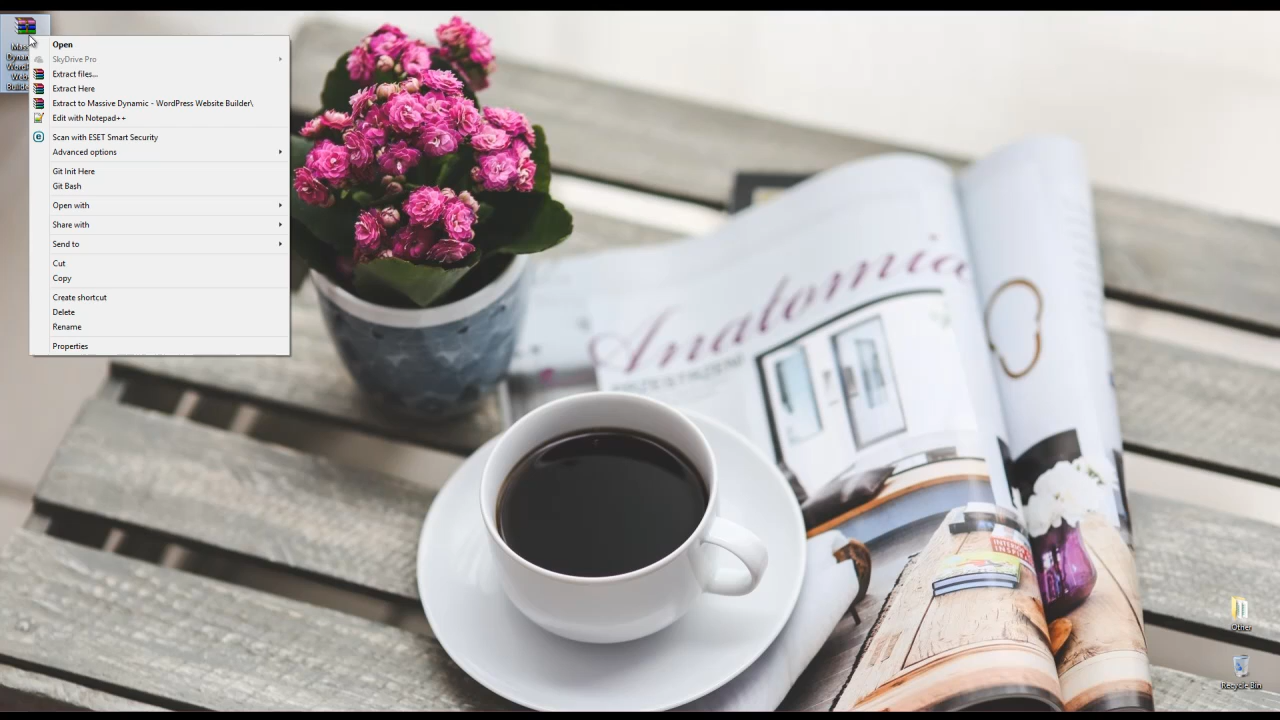 Open
SkyDrive Pro
Extract files...
Extract Here
Extract to Massive Dynamic - WordPress Website Builder\
Edit with Notepad++
Scan with ESET Smart Security
Advanced options
Git Init Here
Git Bash
Open with
Share with
Send to
Cut
Copy
Create shortcut
Delete
Rename
Properties
Anatomia
Other
Recycle Bin